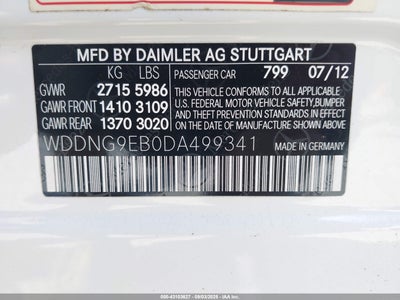 MFD BY DAIMLER AG STUTTGART
KG LBS PASSENGER CAR 799 07/12
GVWR 2715 5986 THIS VEHICLE CONFORMS TO ALL
GAWR FRONT 1410 3109 APPLICABLE U.S. FEDERAL
GAWR REAR 1370 3020 MOTOR VEHICLE SAFETY, BUMPER,
AND THEFT PREVENTION STANDARDS
IN EFFECT ON THE DATE OF
MANUFACTURE SHOWN ABOVE.
WDDNG9EB0DA499341 MADE IN GERMANY